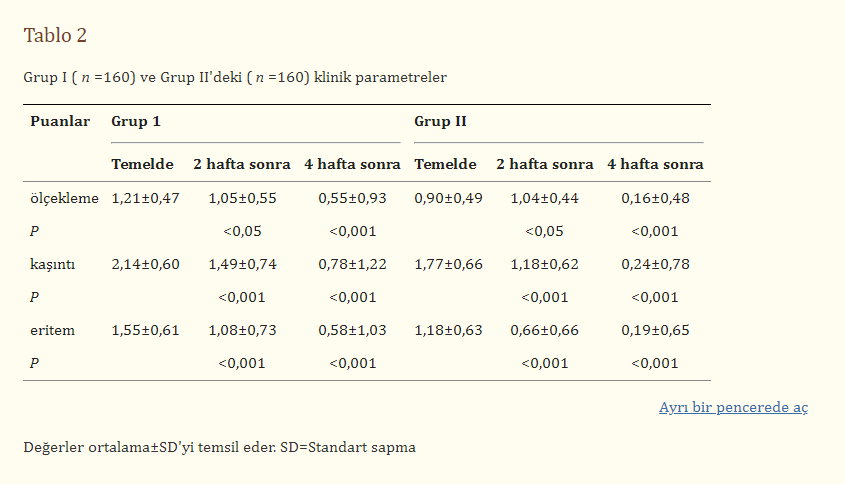 Tablo 2
Grup I ( n =160) ve Grup II'deki ( n =160) klinik parametreler
Puanlar Grup 1 Grup II
Temelde 2 hafta sonra 4 hafta sonra Temelde 2 hafta sonra 4 hafta sonra
ölçekleme 1,21±0,47 1,05±0,55 0,55±0,93 0,90±0,49 1,04±0,44 0,16±0,48
P <0,05 <0,001 <0,05 <0,001
kaşıntı 2,14±0,60 1,49±0,74 0,78±1,22 1,77±0,66 1,18±0,62 0,24±0,78
P <0,001 <0,001 <0,001 <0,001
eritem 1,55±0,61 1,08±0,73 0,58±1,03 1,18±0,63 0,66±0,66 0,19±0,65
P <0,001 <0,001 <0,001 <0,001
Ayrı bir pencerede aç
Değerler ortalama±SD'yi temsil eder. SD=Standart sapma